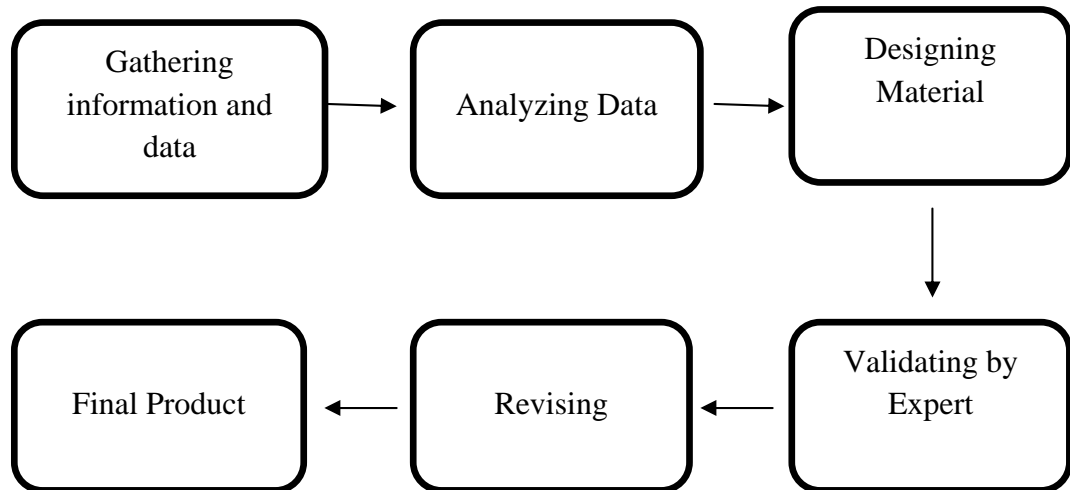 Gathering
information and
data
Analyzing Data
Designing
Material
Validating by
Expert
Revising
Final Product